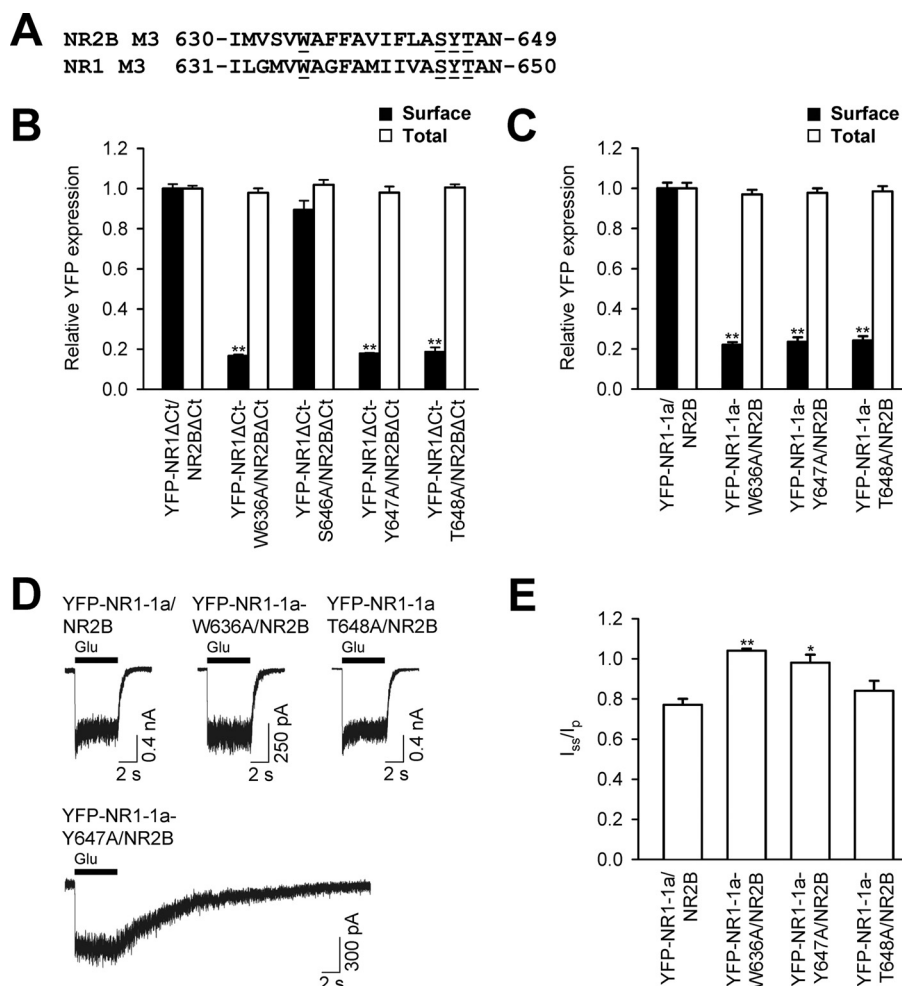 A
NR2B M3 630-IMVSVWAFFAVIFLASYTAN-649
NR1 M3 631-ILGMVWAGFAMIIVASYTAN-650
B
Surface
Total
Relative YFP expression
1.2
1.0
0.8
0.6
0.4
0.2
0.0
**
**
**
YFP-NR1ΔCt/
NR2BΔCt
YFP-NR1ΔCt-
W636A/NR2BΔCt
YFP-NR1ΔCt-
S646A/NR2BΔCt
YFP-NR1ΔCt-
Y647A/NR2BΔCt
YFP-NR1ΔCt-
T648A/NR2BΔCt
C
Surface
Total
Relative YFP expression
1.2
1.0
0.8
0.6
0.4
0.2
0.0
**
**
**
YFP-NR1-1a/
NR2B
YFP-NR1-1a-
W636A/NR2B
YFP-NR1-1a-
Y647A/NR2B
YFP-NR1-1a-
T648A/NR2B
D
YFP-NR1-1a/
NR2B
Glu
0.4 nA
2 s
YFP-NR1-1a-
W636A/NR2B
Glu
250 pA
2 s
YFP-NR1-1a
T648A/NR2B
Glu
0.4 nA
2 s
YFP-NR1-1a-
Y647A/NR2B
Glu
300 pA
2 s
E
Iss/Ip
1.2
1.0
0.8
0.6
0.4
0.2
0.0
**
*
YFP-NR1-1a/
NR2B
YFP-NR1-1a-
W636A/NR2B
YFP-NR1-1a-
Y647A/NR2B
YFP-NR1-1a-
T648A/NR2B